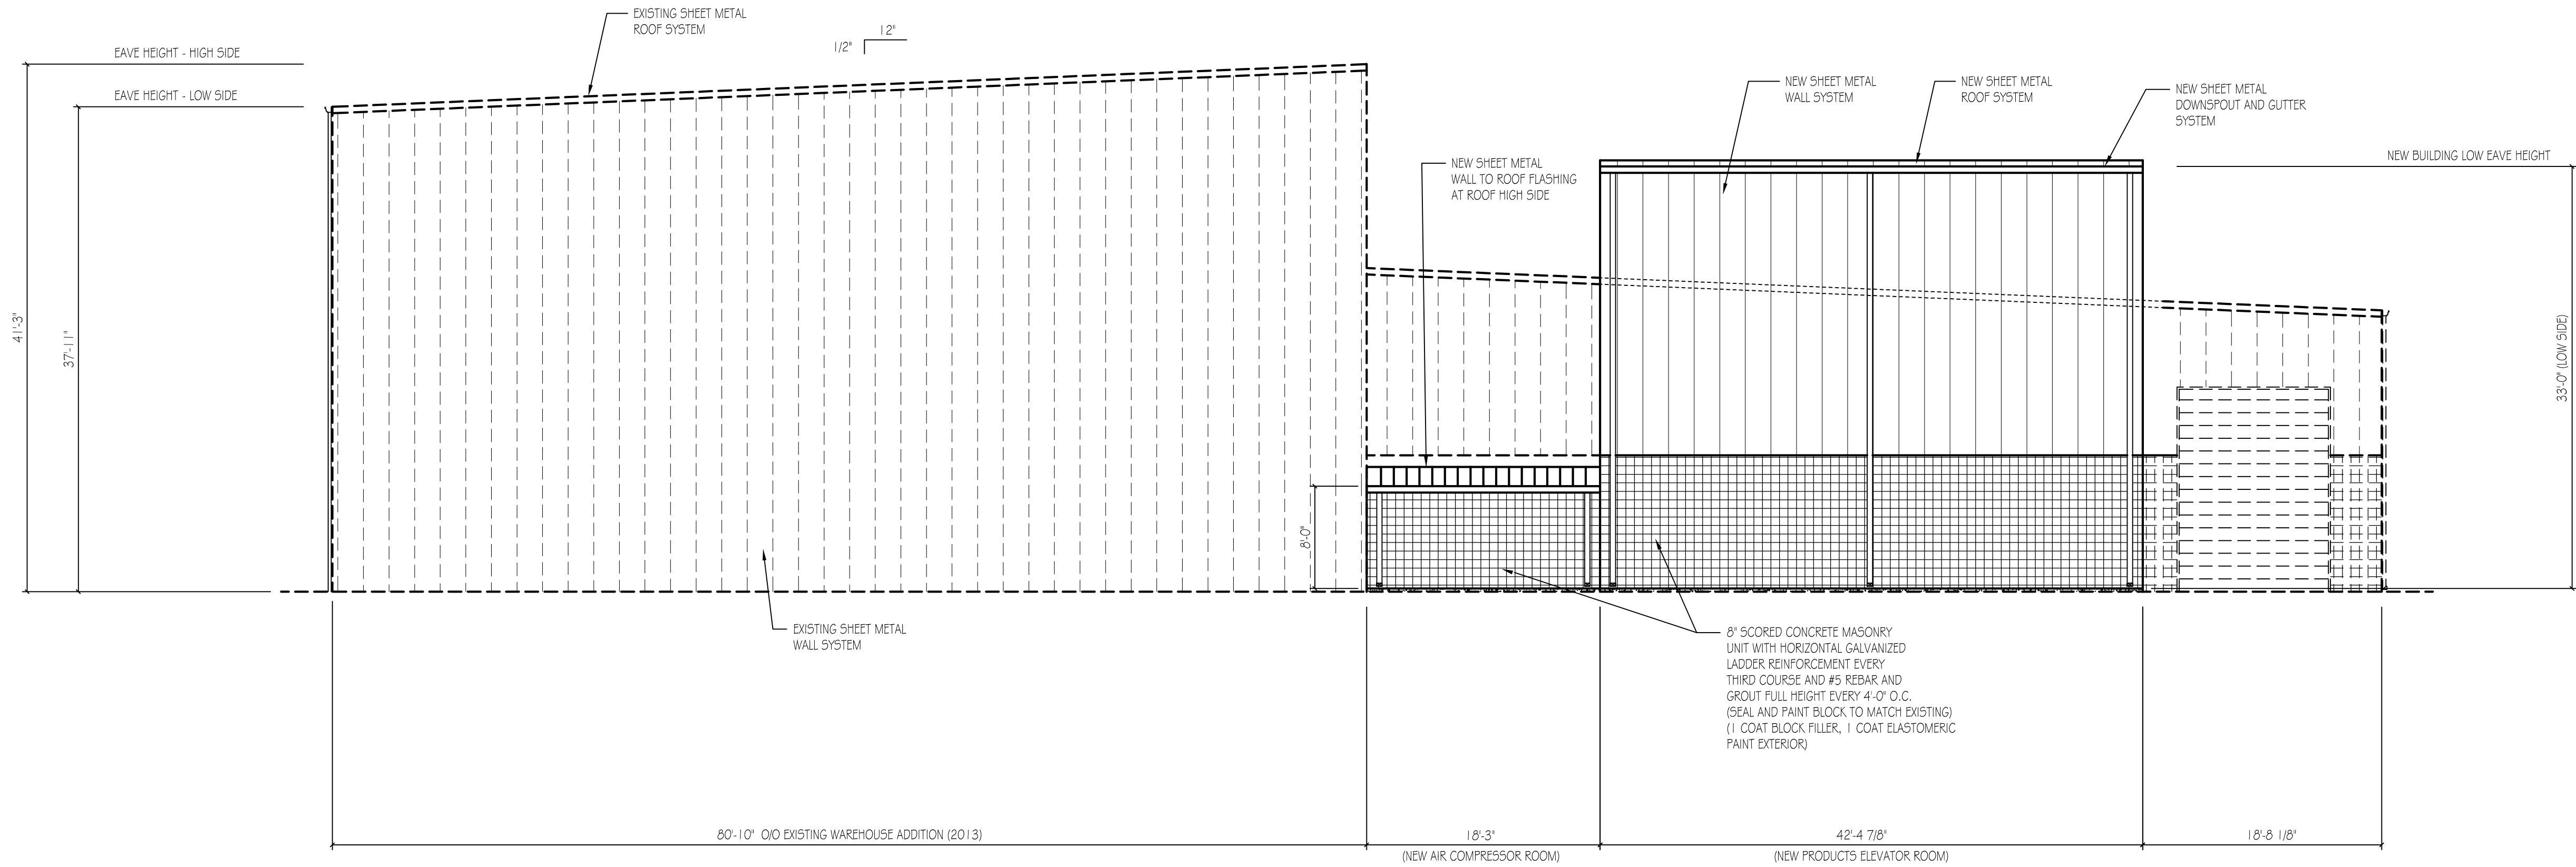 EXISTING SHEET METAL
ROOF SYSTEM
12"
1/2"
EAVE HEIGHT - HIGH SIDE
EAVE HEIGHT - LOW SIDE
NEW SHEET METAL
WALL SYSTEM
NEW SHEET METAL
ROOF SYSTEM
NEW SHEET METAL
DOWNSPOUT AND GUTTER
SYSTEM
NEW SHEET METAL
WALL TO ROOF FLASHING
AT ROOF HIGH SIDE
NEW BUILDING LOW EAVE HEIGHT
41'-3"
37'-11"
33'-0" (LOW SIDE)
8'-0"
EXISTING SHEET METAL
WALL SYSTEM
8" SCORED CONCRETE MASONRY
UNIT WITH HORIZONTAL GALVANIZED
LADDER REINFORCEMENT EVERY
THIRD COURSE AND #5 REBAR AND
GROUT FULL HEIGHT EVERY 4'-0" O.C.
(SEAL AND PAINT BLOCK TO MATCH EXISTING)
(1 COAT BLOCK FILLER, 1 COAT ELASTOMERIC
PAINT EXTERIOR)
80'-10" O/O EXISTING WAREHOUSE ADDITION (2013)
18'-3"
(NEW AIR COMPRESSOR ROOM)
42'-4 7/8"
(NEW PRODUCTS ELEVATOR ROOM)
18'-8 1/8"